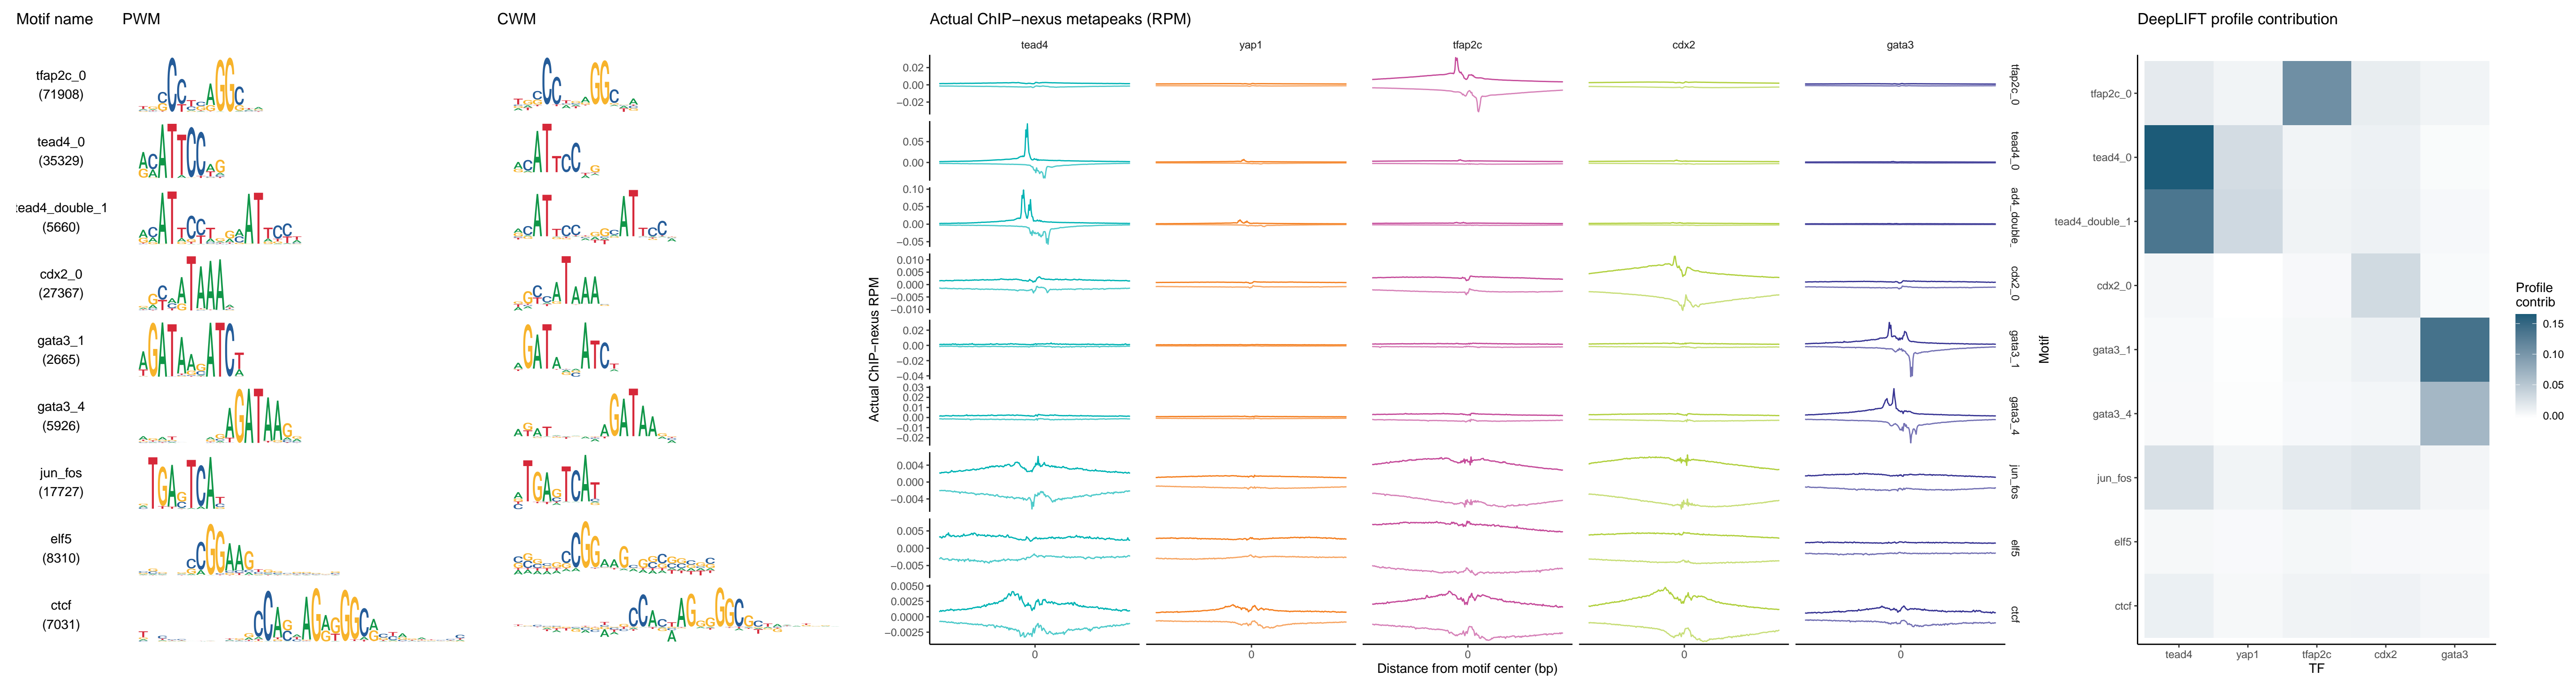 Motif name
PWM
CWM
Actual ChIP−nexus metapeaks (RPM)
DeepLIFT profile contribution
tfap2c_0
(71908)
tead4_0
(35329)
tead4_double_1
(5660)
cdx2_0
(27367)
gata3_1
(2665)
gata3_4
(5926)
jun_fos
(17727)
elf5
(8310)
ctcf
(7031)
tead4
yap1
tfap2c
cdx2
gata3
Actual ChIP−nexus RPM
0.02
0.00
−0.02
tfap2c_0
0.05
0.00
tead4_0
0.10
0.05
0.00
−0.05
ad4_double_
0.010
0.005
0.000
−0.005
−0.010
cdx2_0
0.02
0.00
−0.02
−0.04
gata3_1
0.03
0.02
0.01
0.00
−0.01
−0.02
gata3_4
0.004
0.000
−0.004
jun_fos
0.005
0.000
−0.005
elf5
0.0050
0.0025
0.0000
−0.0025
ctcf
0
0
0
0
0
Distance from motif center (bp)
Motif
tfap2c_0
tead4_0
tead4_double_1
cdx2_0
gata3_1
gata3_4
jun_fos
elf5
ctcf
tead4
yap1
tfap2c
cdx2
gata3
TF
Profile
contrib
0.15
0.10
0.05
0.00